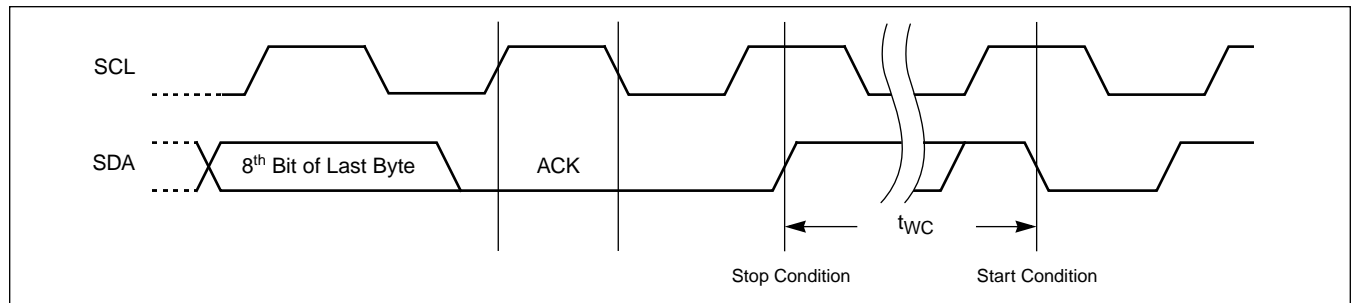 SCL
SDA
8th Bit of Last Byte
ACK
tWC
Stop Condition
Start Condition